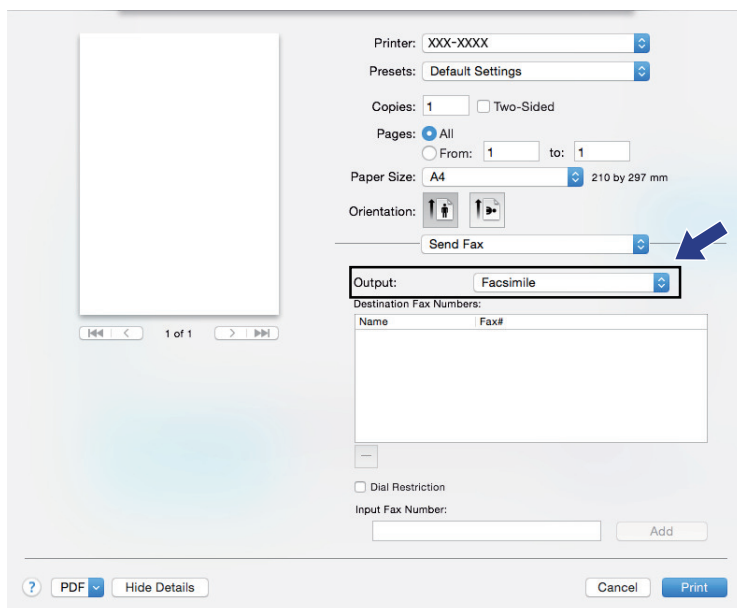 Printer: XXX-XXXX
Presets: Default Settings
Copies: 1 Two-Sided
Pages: All
From: 1 to: 1
Paper Size: A4 210 by 297 mm
Orientation:
Send Fax
Output: Facsimile
Destination Fax Numbers:
Name Fax#
1 of 1
Dial Restriction
Input Fax Number:
Add
? PDF Hide Details Cancel Print